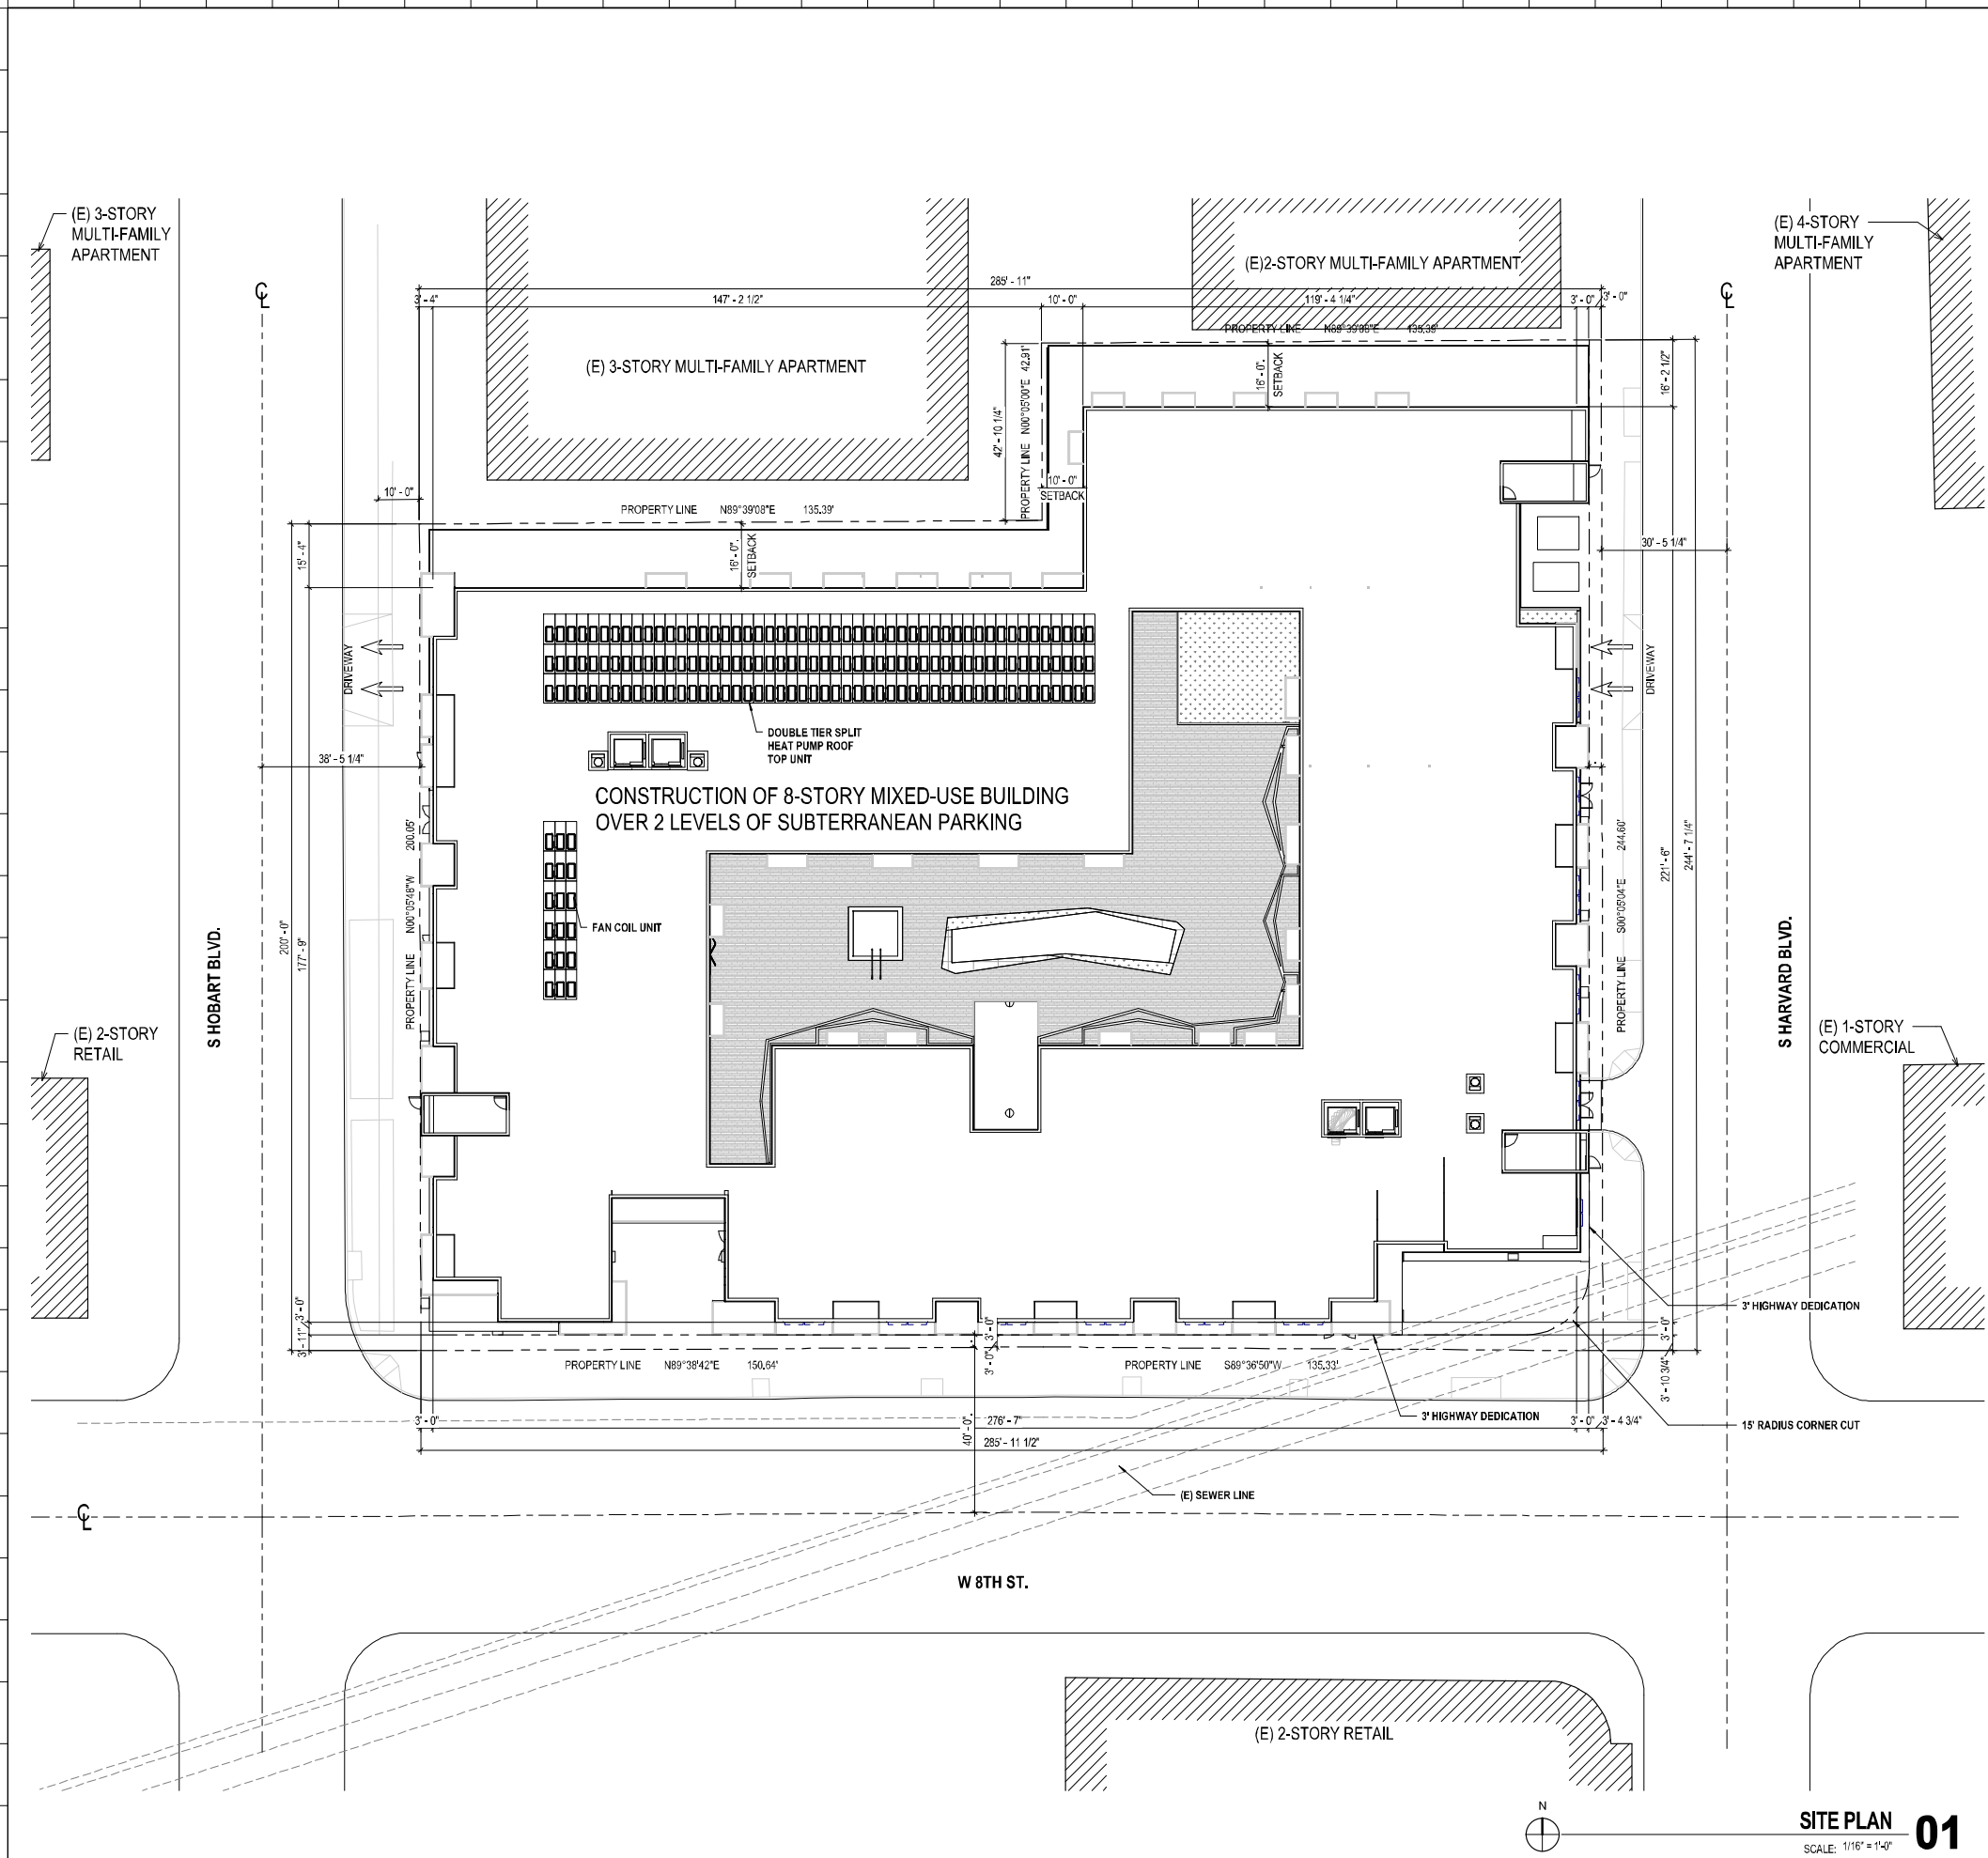 (E) 3-STORY
MULTI-FAMILY
APARTMENT
(E) 4-STORY
MULTI-FAMILY
APARTMENT
(E)2-STORY MULTI-FAMILY APARTMENT
285' - 11"
3' - 4"
147' - 2 1/2"
10' - 0"
119' - 4 1/4"
3' - 0"
3' - 0"
PROPERTY LINE N89°39'08"E 135.39'
(E) 3-STORY MULTI-FAMILY APARTMENT
16' - 0".
SETBACK
16' - 2 1/2"
42' - 10 1/4"
PROPERTY LINE N00°05'00"E 42.91'
10' - 0"
SETBACK
10' - 0"
PROPERTY LINE N89°39'08"E 135.39'
15' - 4"
16' - 0".
SETBACK
30' - 5 1/4"
DRIVEWAY
DRIVEWAY
DOUBLE TIER SPLIT
HEAT PUMP ROOF
TOP UNIT
38' - 5 1/4"
CONSTRUCTION OF 8-STORY MIXED-USE BUILDING
OVER 2 LEVELS OF SUBTERRANEAN PARKING
FAN COIL UNIT
200' - 0"
177' - 9"
PROPERTY LINE N00°05'48"W 200.05'
PROPERTY LINE S00°05'04"E 244.60'
221' - 6"
244' - 7 1/4"
S HOBART BLVD.
S HARVARD BLVD.
(E) 2-STORY
RETAIL
(E) 1-STORY
COMMERCIAL
3' HIGHWAY DEDICATION
3' - 0"
3' - 11"
3' - 0"
3' - 0"
3' - 0"
3' - 10 3/4"
PROPERTY LINE N89°38'42"E 150.64'
PROPERTY LINE S89°36'50"W 135.33'
3' HIGHWAY DEDICATION
15' RADIUS CORNER CUT
3' - 0"
276' - 7"
3' - 0"
3' - 4 3/4"
40' - 0".
285' - 11 1/2"
(E) SEWER LINE
W 8TH ST.
(E) 2-STORY RETAIL
N
SITE PLAN 01
SCALE: 1/16" = 1'-0"